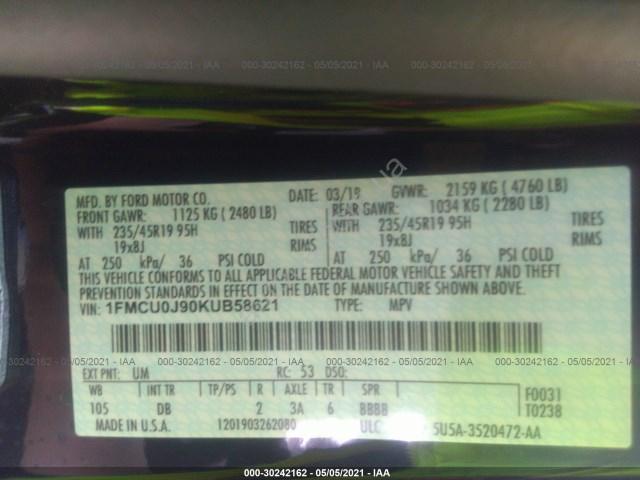 000-30242162 - 05/05/2021 - IAA 000-30242162 - 05/05/2021 - IAA
MFD. BY FORD MOTOR CO. DATE: 03/19 GVWR: 2159 KG ( 4760 LB)
FRONT GAWR: 1125 KG ( 2480 LB) REAR GAWR: 1034 KG ( 2280 LB)
WITH 235/45R19 95H TIRES WITH 235/45R19 95H TIRES
19x8J RIMS 19x8J RIMS
AT 250 kPa/ 36 PSI COLD AT 250 kPa/ 36 PSI COLD
THIS VEHICLE CONFORMS TO ALL APPLICABLE FEDERAL MOTOR VEHICLE SAFETY AND THEFT
PREVENTION STANDARDS IN EFFECT ON THE DATE OF MANUFACTURE SHOWN ABOVE.
VIN: 1FMCU0J90KUB58621 TYPE: MPV
000-30242162 - 05/05/2021 - IAA 000-30242162 - 05/05/2021 - IAA
EXT PNT: UM RC: 53 DSO:
WB INT TR TP/PS R AXLE TR SPR F0031
105 DB 2 3A 6 BBBB T0238
MADE IN U.S.A. 1201903262080 ULC 5U5A-3520472-AA
000-30242162 - 05/05/2021 - IAA